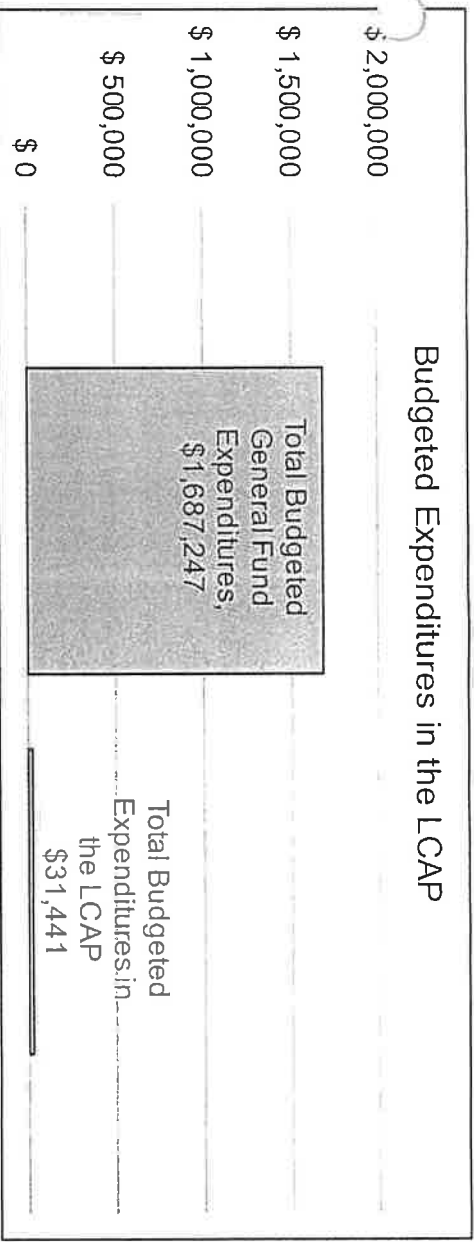 Budgeted Expenditures in the LCAP
$ 2,000,000
$ 1,500,000
$ 1,000,000
$ 500,000
$ 0
Total Budgeted
General Fund
Expenditures,
$1,687,247
Total Budgeted
Expenditures in
the LCAP
$31,441